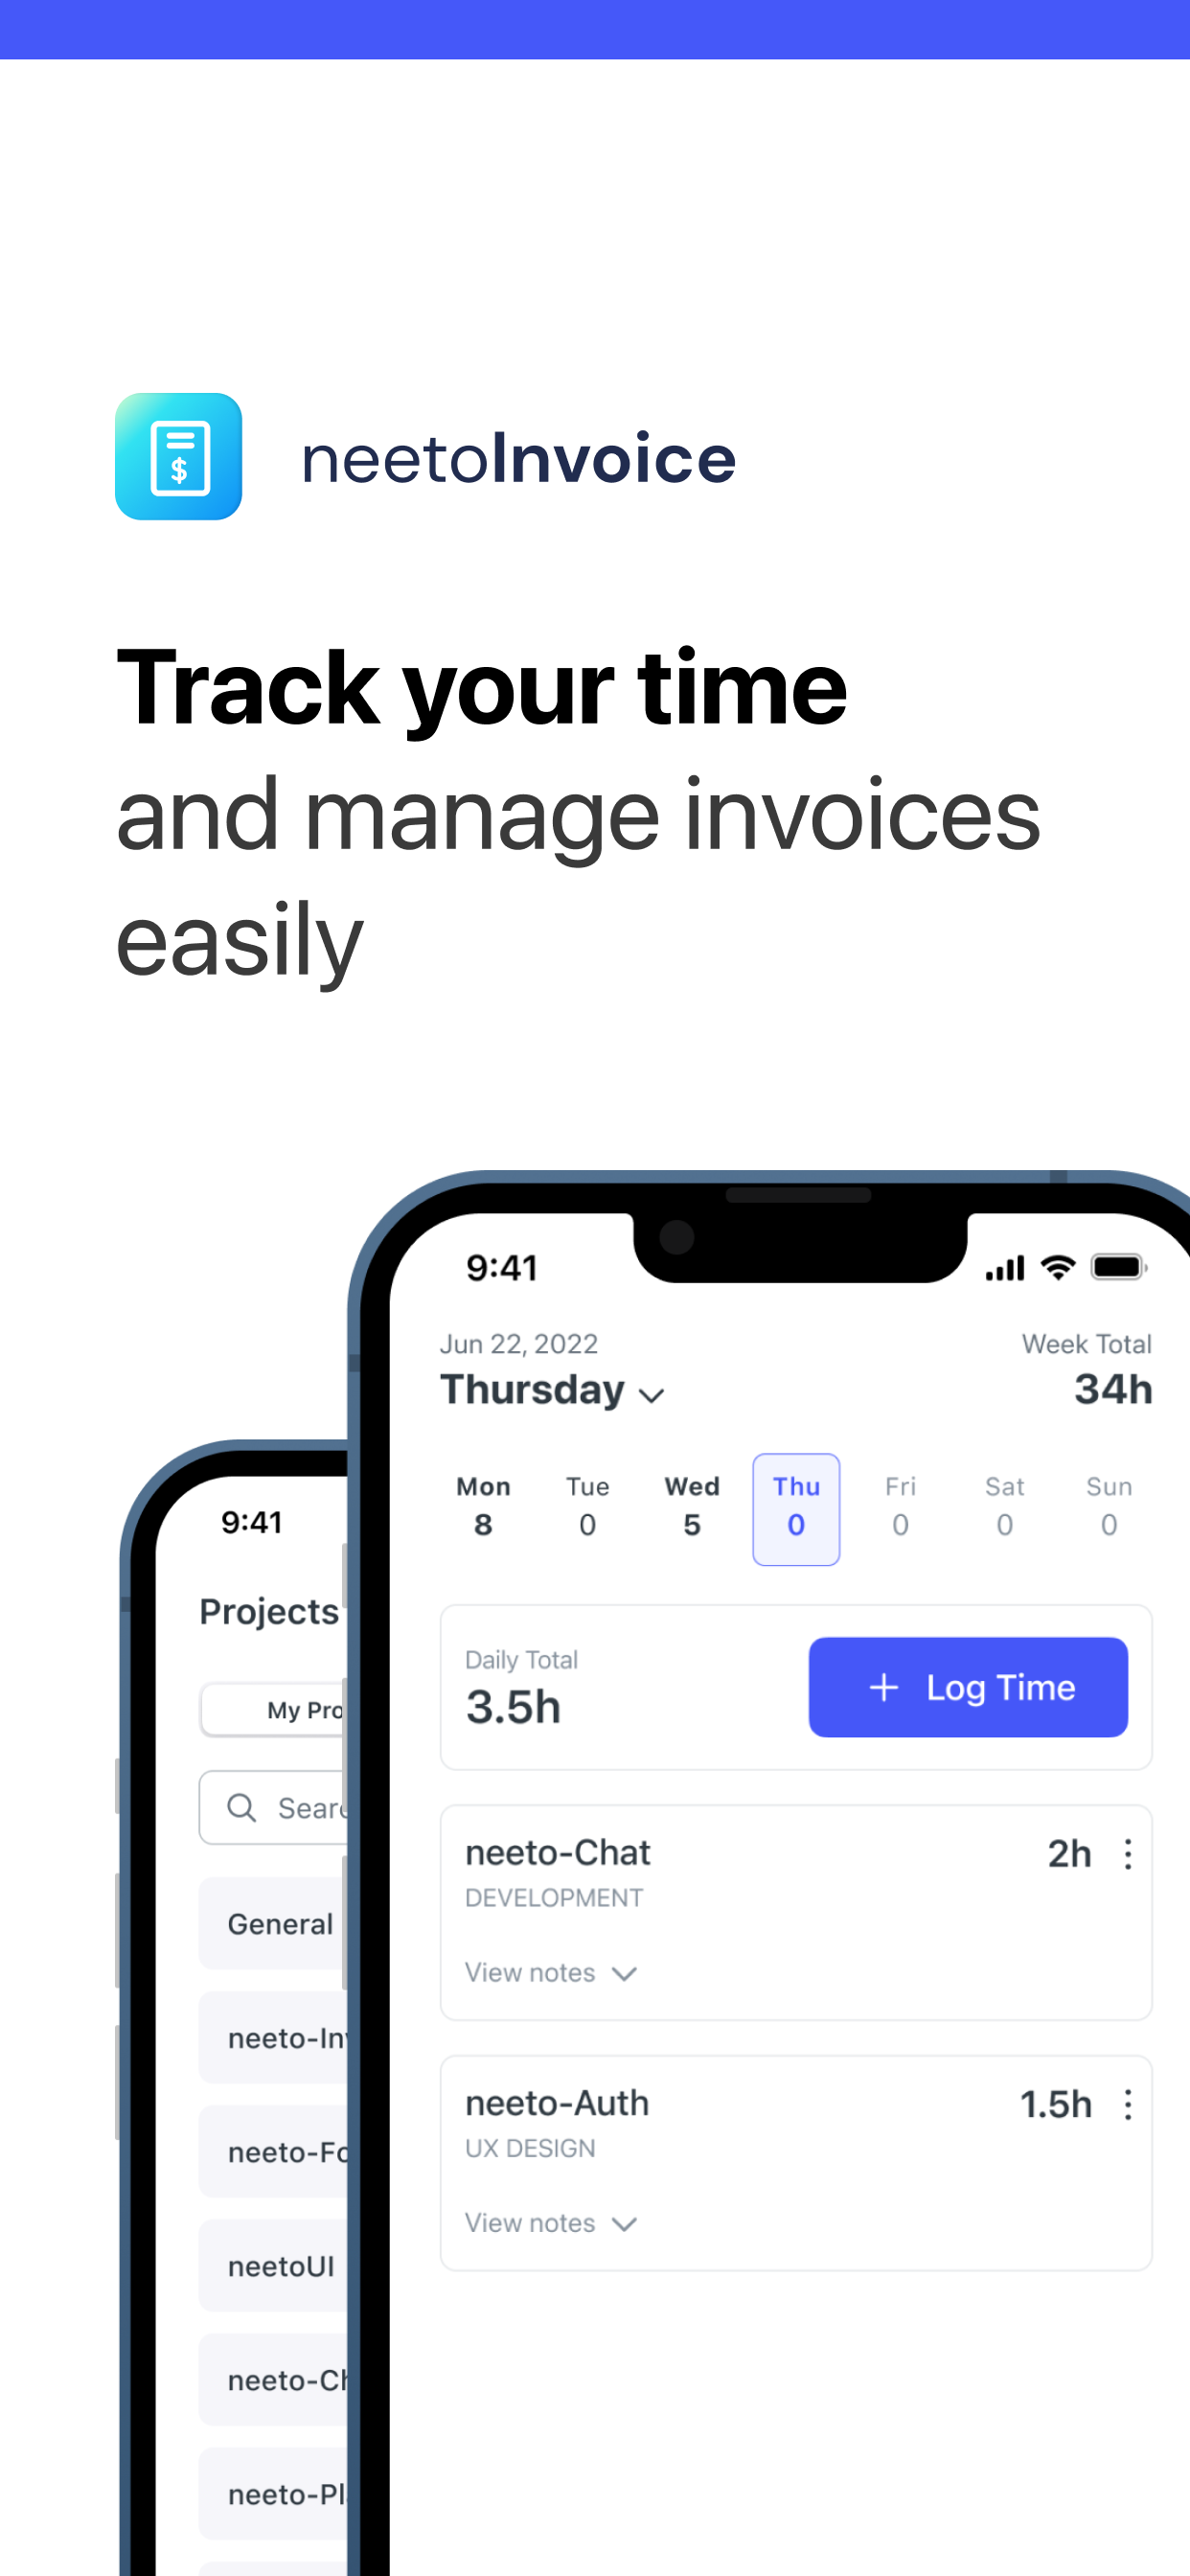 neetoInvoice
Track your time
and manage invoices
easily
9:41
Jun 22, 2022
Week Total
Thursday
34h
Mon Tue Wed Thu Fri Sat Sun
8 0 5 0 0 0 0
Daily Total
3.5h
+ Log Time
neeto-Chat
2h
DEVELOPMENT
View notes
neeto-Auth
1.5h
UX DESIGN
View notes
9:41
Projects
My
General
neetoUI